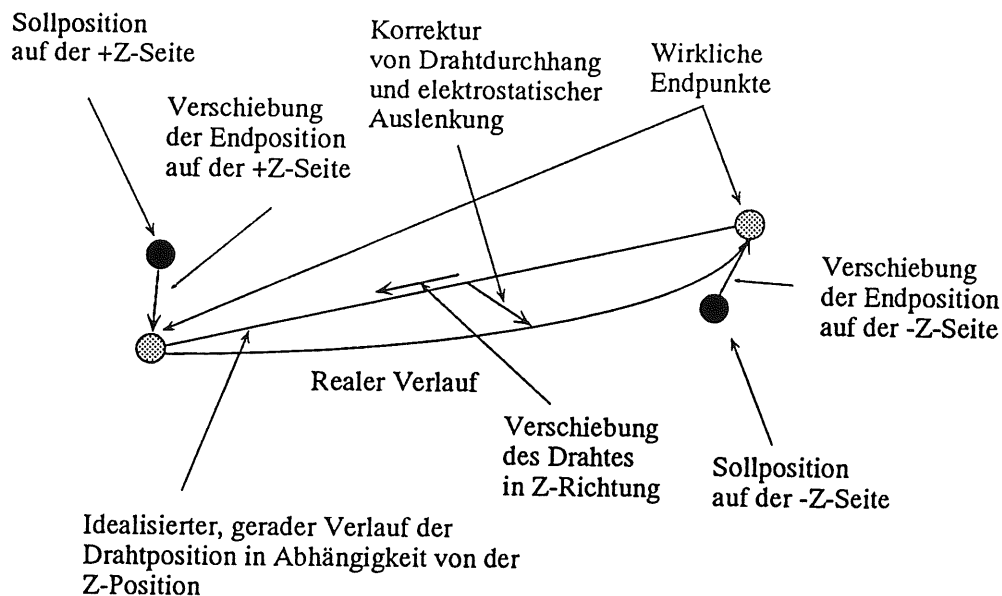 Sollposition
auf der +Z-Seite
Verschiebung
der Endposition
auf der +Z-Seite
Korrektur
von Drahtdurchhang
und elektrostatischer
Auslenkung
Wirkliche
Endpunkte
Verschiebung
der Endposition
auf der -Z-Seite
Realer Verlauf
Verschiebung
des Drahtes
in Z-Richtung
Sollposition
auf der -Z-Seite
Idealisierter, gerader Verlauf der
Drahtposition in Abhängigkeit von der
Z-Position